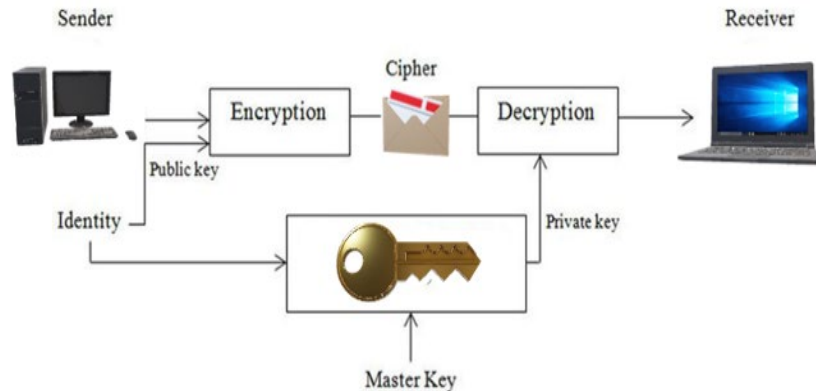 Sender
Receiver
Cipher
Encryption
Decryption
Public key
Identity
Private key
Master Key